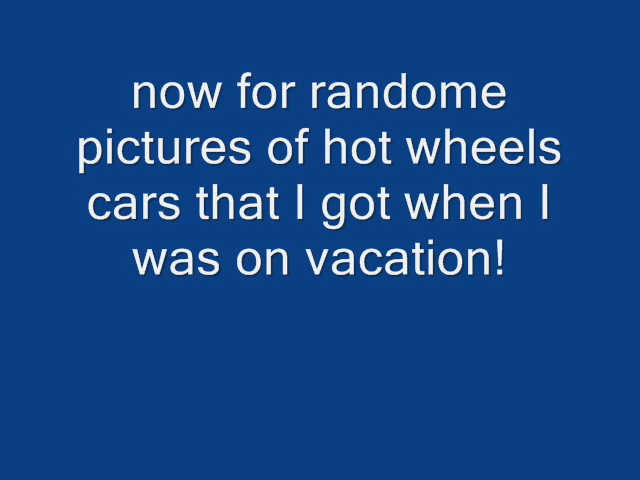 now for randome
pictures of hot wheels
cars that I got when I
was on vacation!